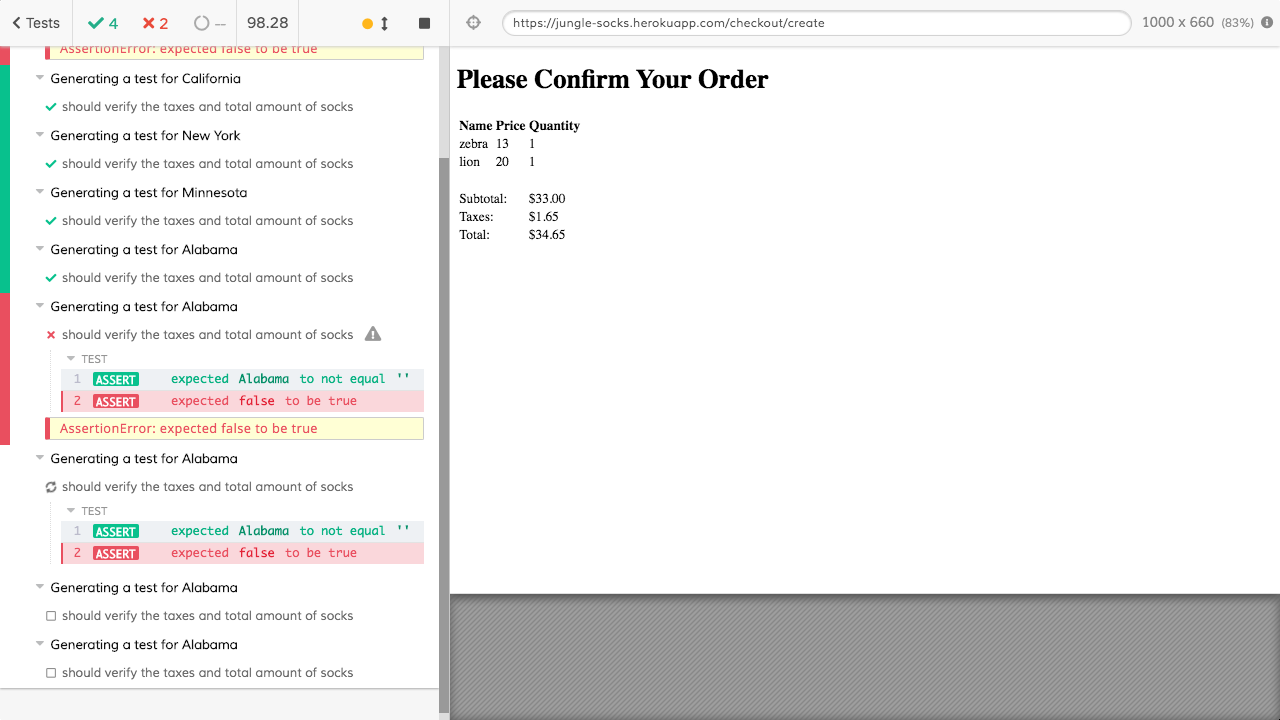 Tests 4 2 -- 98.28
https://jungle-socks.herokuapp.com/checkout/create 1000 x 660 (83%)
AssertionError: expected false to be true
Generating a test for California
should verify the taxes and total amount of socks
Generating a test for New York
should verify the taxes and total amount of socks
Generating a test for Minnesota
should verify the taxes and total amount of socks
Generating a test for Alabama
should verify the taxes and total amount of socks
Generating a test for Alabama
should verify the taxes and total amount of socks
TEST
1 ASSERT expected Alabama to not equal ''
2 ASSERT expected false to be true
AssertionError: expected false to be true
Generating a test for Alabama
should verify the taxes and total amount of socks
TEST
1 ASSERT expected Alabama to not equal ''
2 ASSERT expected false to be true
Generating a test for Alabama
should verify the taxes and total amount of socks
Generating a test for Alabama
should verify the taxes and total amount of socks
Please Confirm Your Order
Name Price Quantity
zebra 13 1
lion 20 1
Subtotal: $33.00
Taxes: $1.65
Total: $34.65